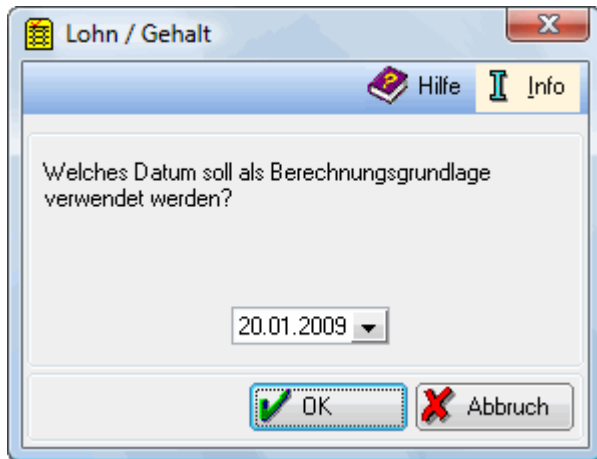 Lohn / Gehalt
Hilfe Info
Welches Datum soll als Berechnungsgrundlage
verwendet werden?
20.01.2009
OK Abbruch